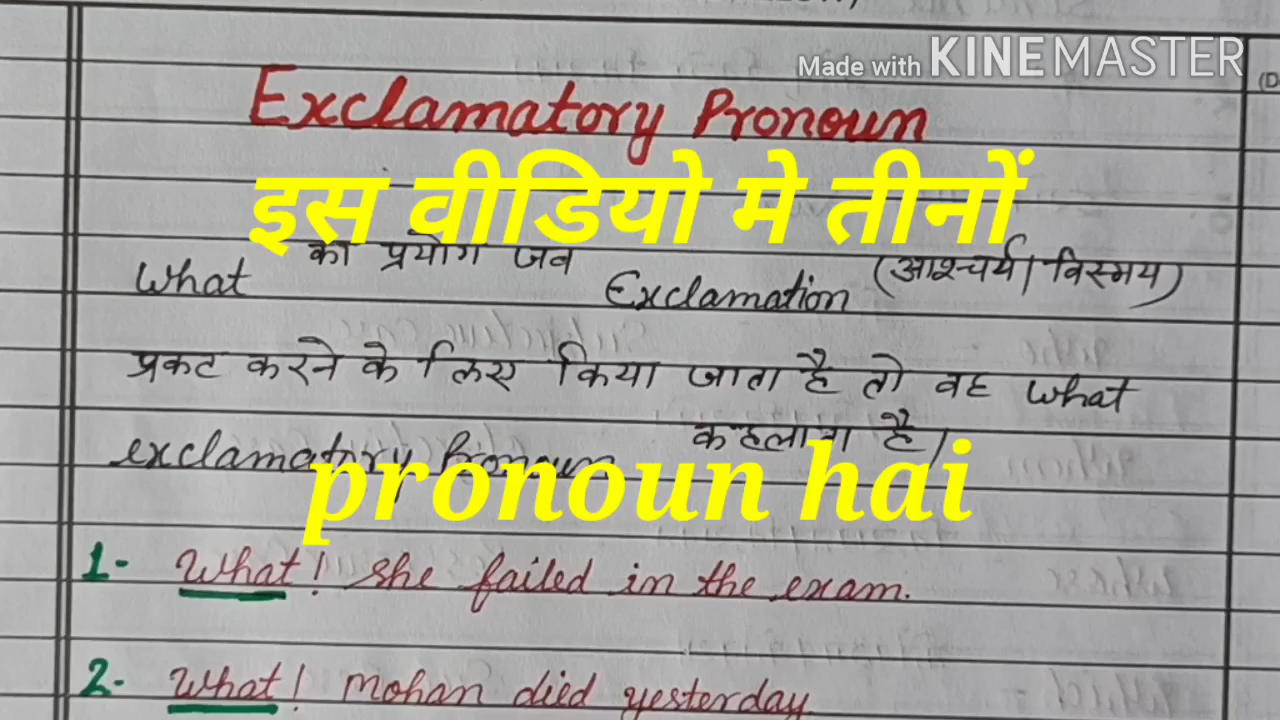 Made with KINEMASTER
Exclamatory Pronoun
इस वीडियो मे तीनों
What का प्रयोग जब Exclamation (आश्चर्य/विस्मय)
प्रकट करने के लिए किया जाता है तो वह what
exclamatory Pronoun कहलाता है।
pronoun hai
1- What! she failed in the exam.
2- What! mohan died yesterday.